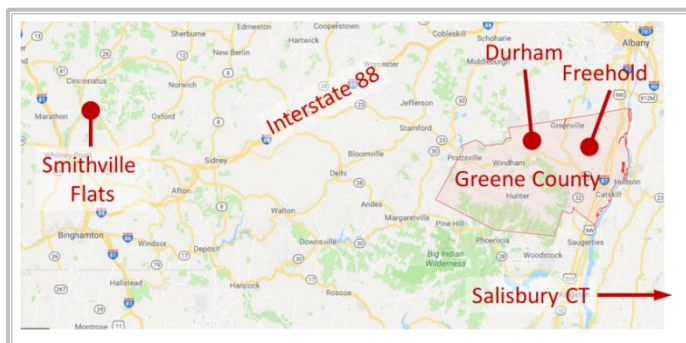 Edmeston
Cooperstown
Schoharie
Sherburne
Hartwick
Cobleskill
Durham
Albany
New Berlin
Middleburgh
Freehold
Cincinnatus
Norwich
Worcester
Interstate 88
Marathon
Oxford
Jefferson
Greenville
Stamford
Smithville
Flats
Sidney
Bloomville
Prattsville
Windham
Greene County
Hudson
Delhi
Afton
Hunter
Catskill
Walton
Andes
Margaretville
Pine Hill
Binghamton
Windsor
Deposit
Downsville
Phoenicia
Saugerties
Big Indian
Wilderness
Woodstock
Hallstead
Hancock
Roscoe
Salisbury CT
Montrose